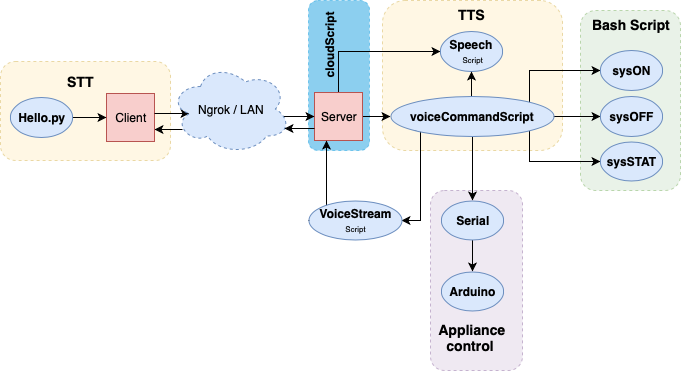 STT
Hello.py
Client
Ngrok / LAN
cloudScript
Server
TTS
Speech
Script
voiceCommandScript
Bash Script
sysON
sysOFF
sysSTAT
VoiceStream
Script
Serial
Arduino
Appliance
control